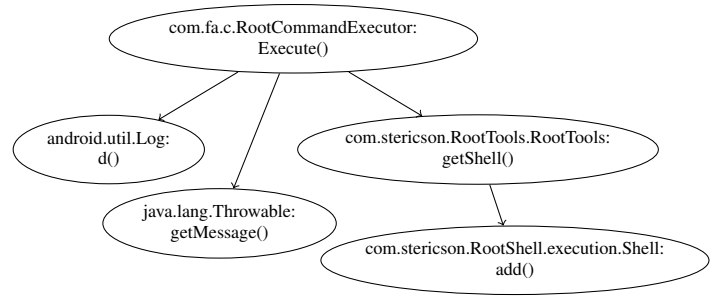 com.fa.c.RootCommandExecutor:
Execute()
android.util.Log:
d()
com.stericson.RootTools.RootTools:
getShell()
java.lang.Throwable:
getMessage()
com.stericson.RootShell.execution.Shell:
add()